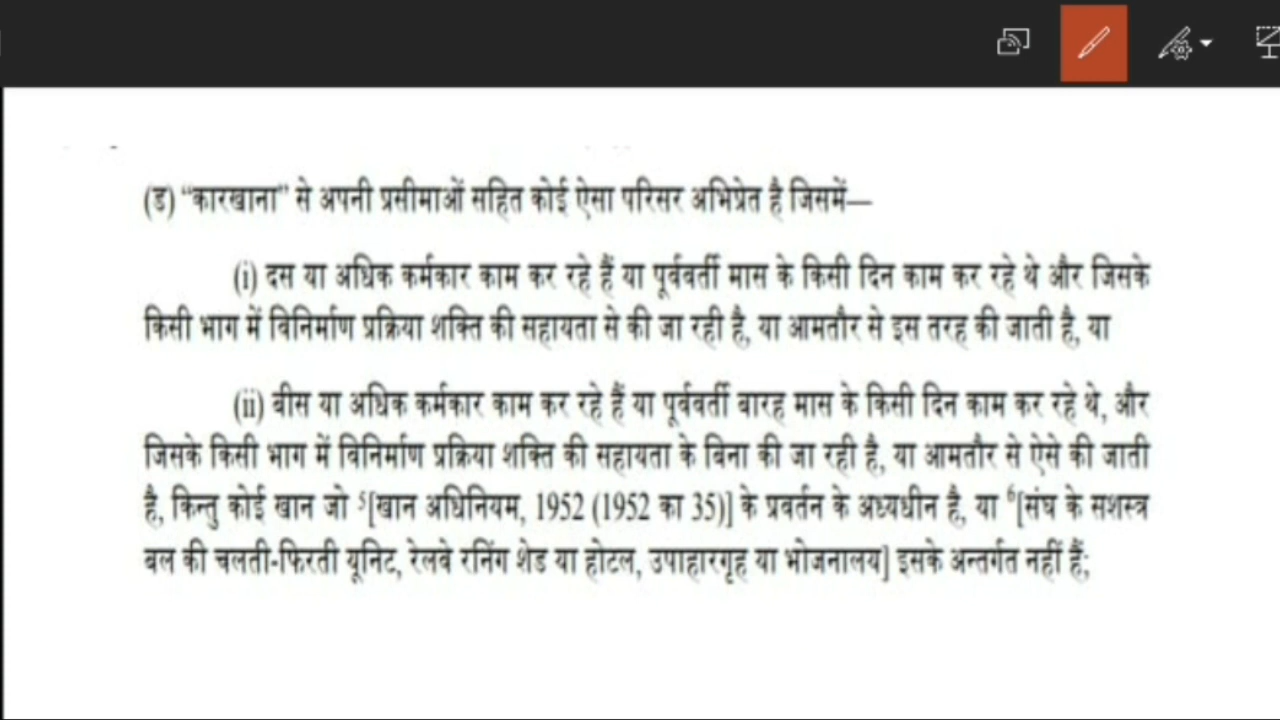 (ड) “कारखाना” से अपनी प्रसीमाओं सहित कोई ऐसा परिसर अभिप्रेत है जिसमें—
(i) दस या अधिक कर्मकार काम कर रहे हैं या पूर्ववर्ती मास के किसी दिन काम कर रहे थे और जिसके
किसी भाग में विनिर्माण प्रक्रिया शक्ति की सहायता से की जा रही है, या आमतौर से इस तरह की जाती है, या
(ii) बीस या अधिक कर्मकार काम कर रहे हैं या पूर्ववर्ती बारह मास के किसी दिन काम कर रहे थे, और
जिसके किसी भाग में विनिर्माण प्रक्रिया शक्ति की सहायता के बिना की जा रही है, या आमतौर से ऐसे की जाती
है, किन्तु कोई खान जो ⁵[खान अधिनियम, 1952 (1952 का 35)] के प्रवर्तन के अध्यधीन है, या ⁶[संघ के सशस्त्र
बल की चलती-फिरती यूनिट, रेलवे रनिंग शेड या होटल, उपाहारगृह या भोजनालय] इसके अन्तर्गत नहीं हैं;